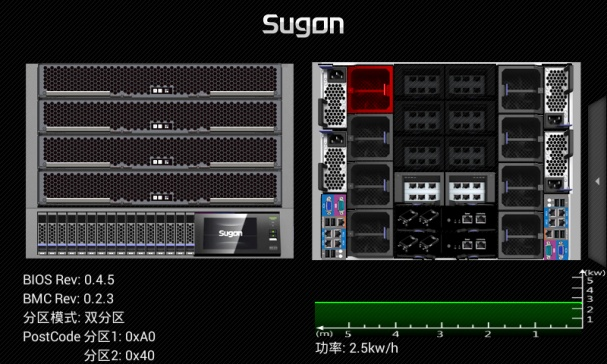 Sugon
Sugon
BIOS Rev: 0.4.5
BMC Rev: 0.2.3
分区模式: 双分区
PostCode 分区1: 0xA0
分区2: 0x40
(kw)
5
4
3
2
1
(m) 5 4 3 2 1
功率: 2.5kw/h